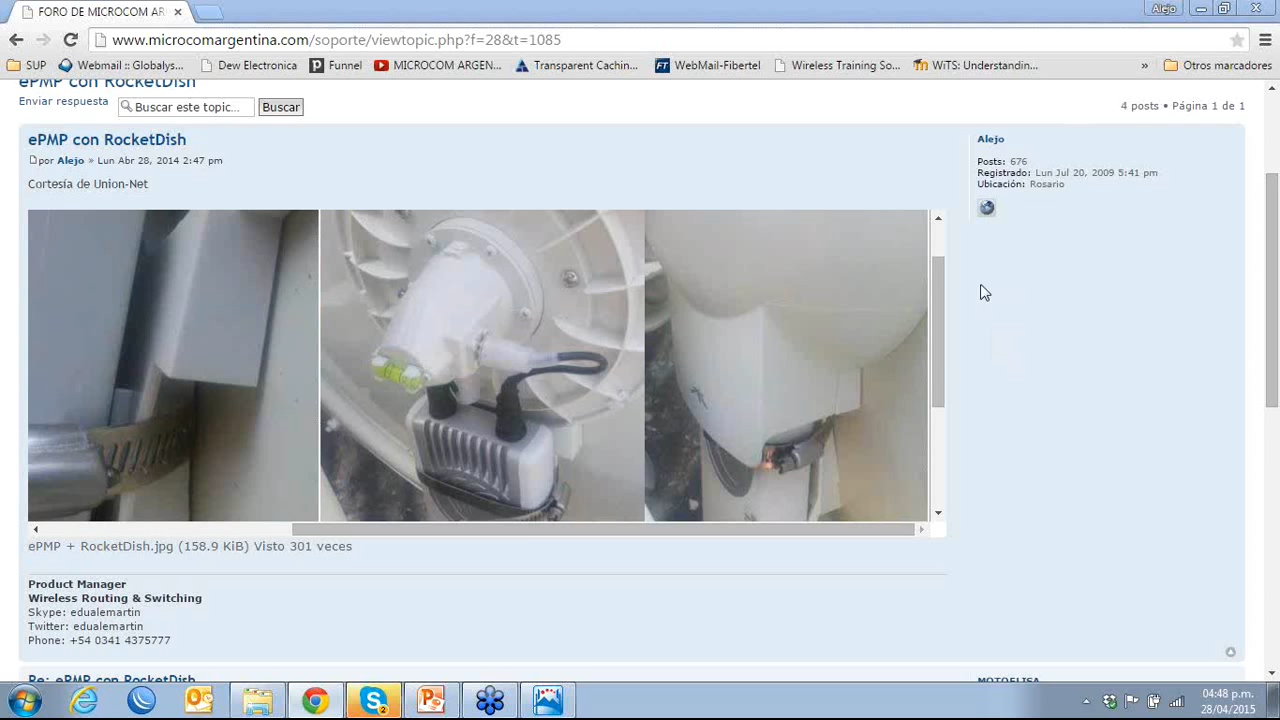 FORO DE MICROCOM AR
Alejo
www.microcomargentina.com/soporte/viewtopic.php?f=28&t=1085
SUP Webmail :: Globalys... Dew Electronica Funnel MICROCOM ARGEN... Transparent Cachin... WebMail-Fibertel Wireless Training So... WiTS: Understandin... » Otros marcadores
ePMP con RocketDish
Enviar respuesta Buscar este topic... Buscar 4 posts • Página 1 de 1
ePMP con RocketDish
por Alejo » Lun Abr 28, 2014 2:47 pm
Cortesía de Union-Net
Alejo
Posts: 676
Registrado: Lun Jul 20, 2009 5:41 pm
Ubicación: Rosario
ePMP + RocketDish.jpg (158.9 KiB) Visto 301 veces
Product Manager
Wireless Routing & Switching
Skype: edualemartin
Twitter: edualemartin
Phone: +54 0341 4375777
Re: ePMP con RocketDish
MOTOELISA
2
04:48 p.m.
28/04/2015